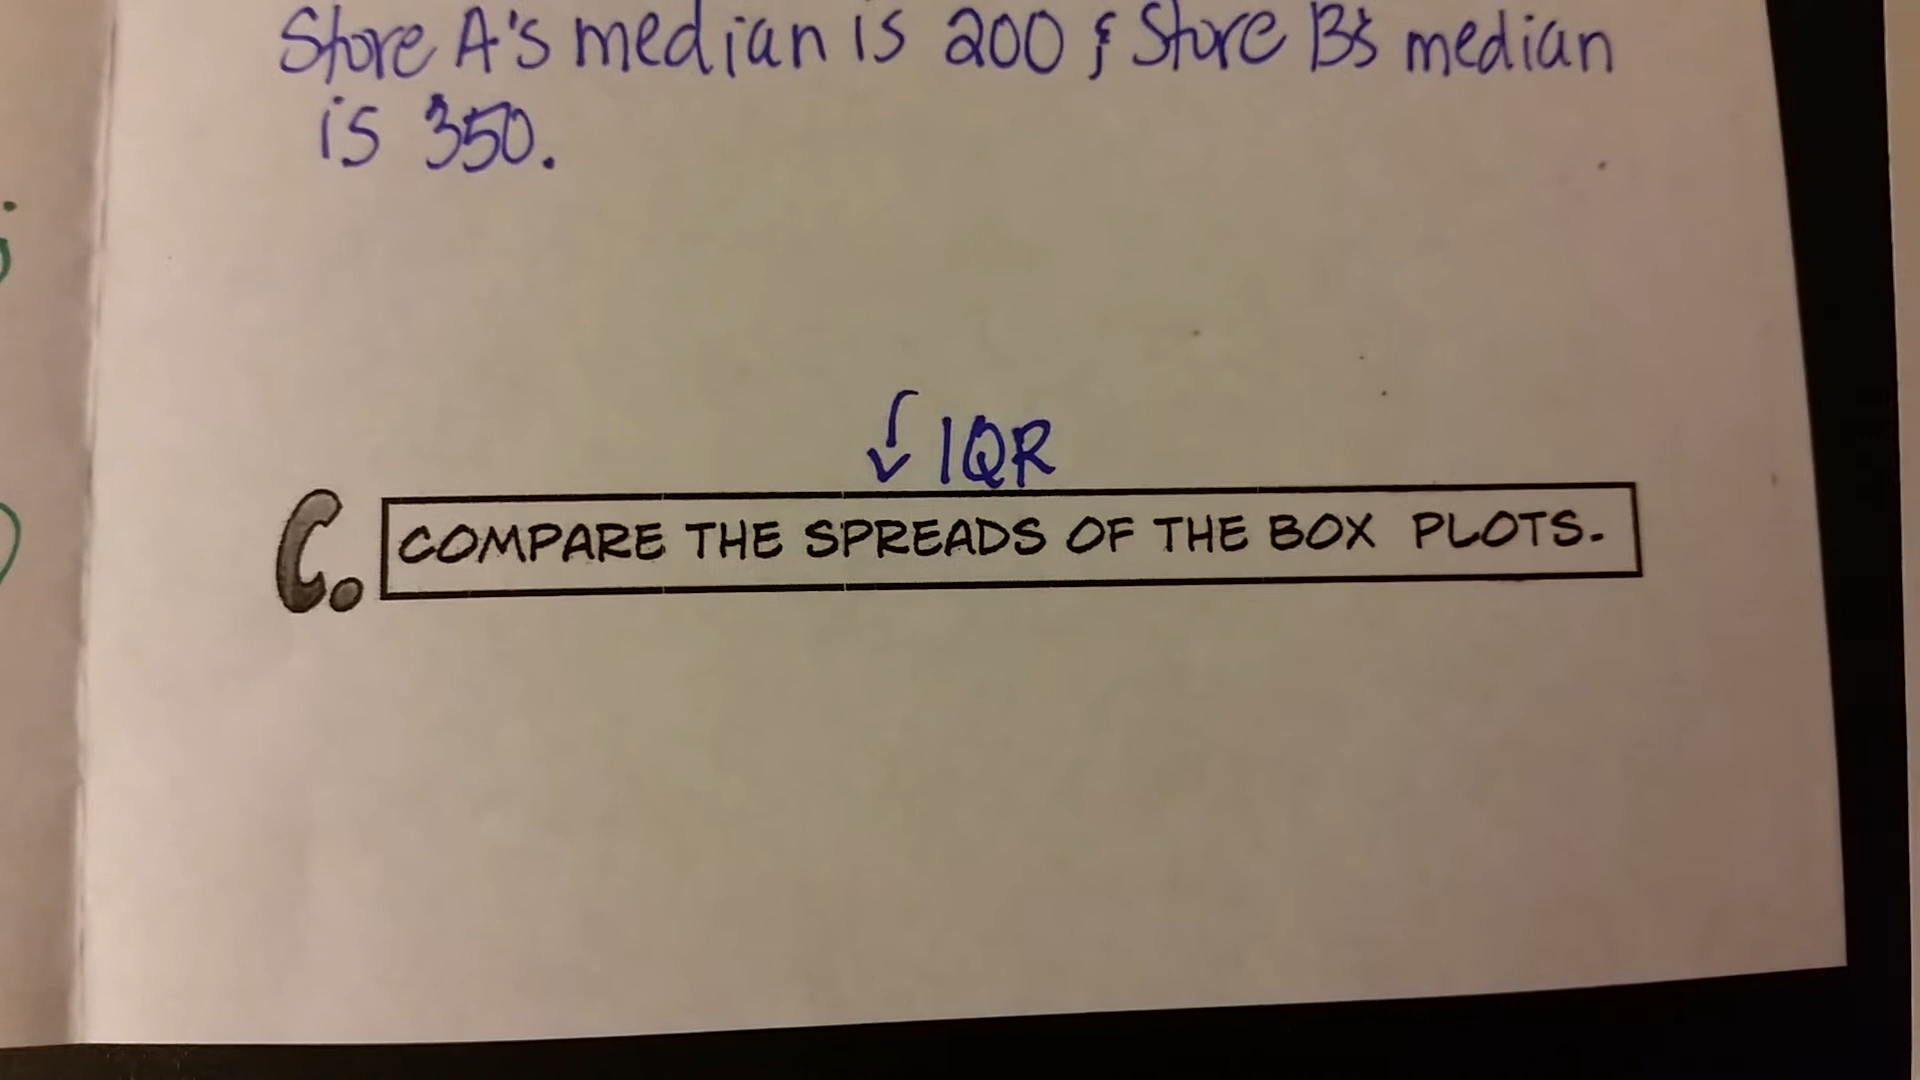 Store A's median is 200 & Store B's median
is 350.
IQR
C. COMPARE THE SPREADS OF THE BOX PLOTS.